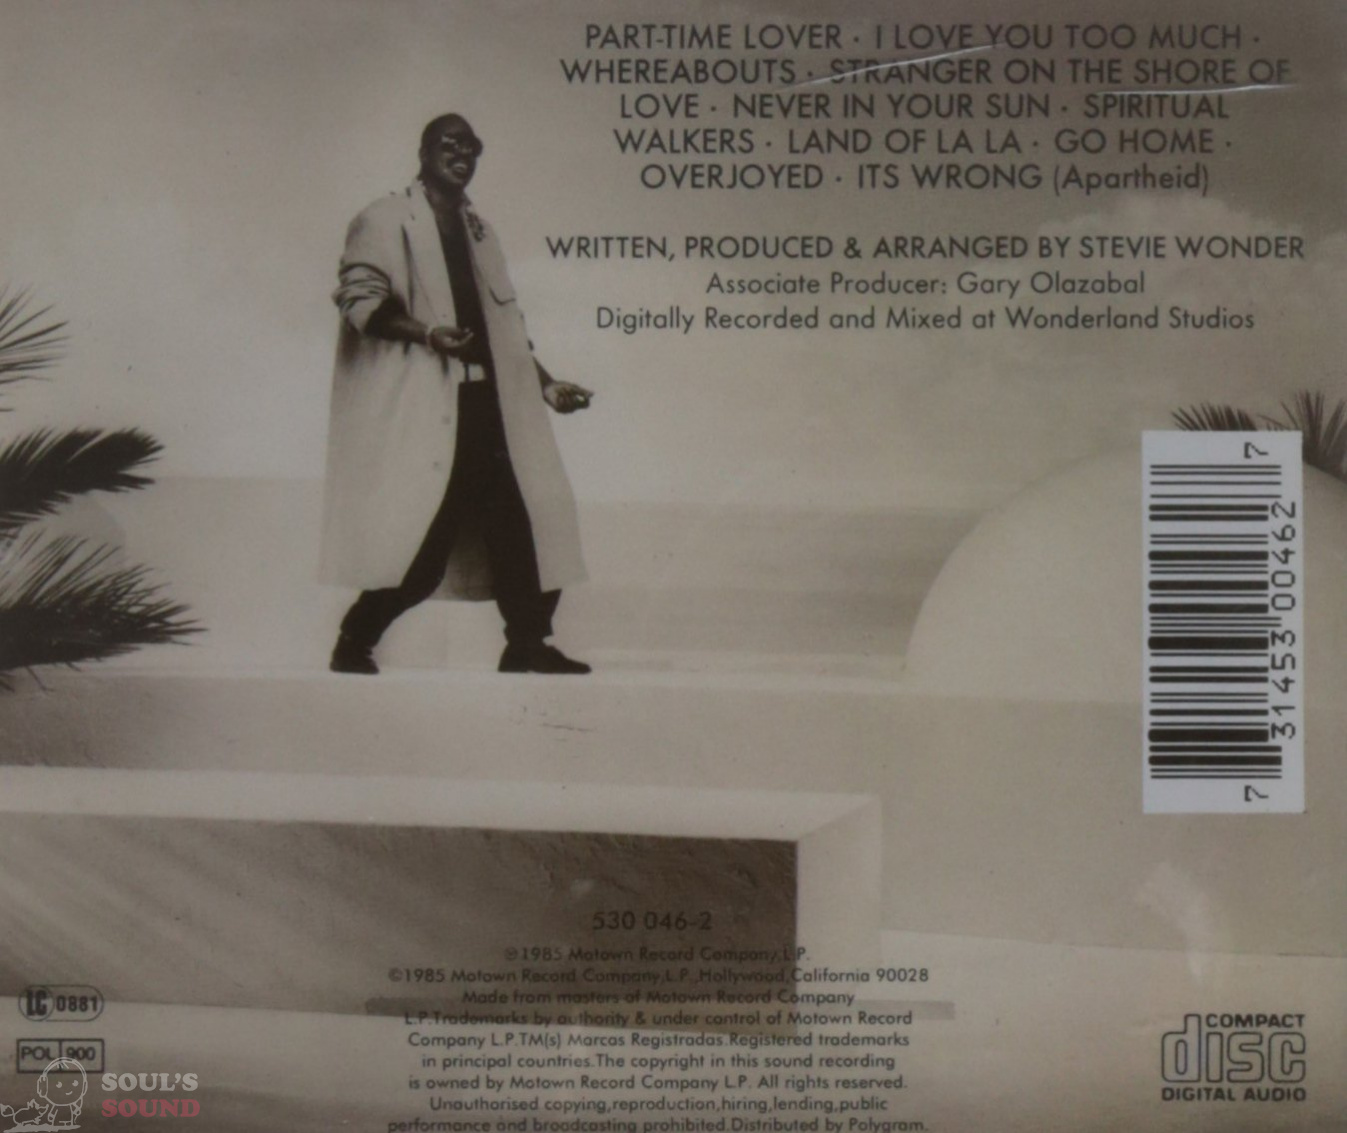 PART-TIME LOVER · I LOVE YOU TOO MUCH ·
WHEREABOUTS · STRANGER ON THE SHORE OF
LOVE · NEVER IN YOUR SUN · SPIRITUAL
WALKERS · LAND OF LA LA · GO HOME ·
OVERJOYED · ITS WRONG (Apartheid)
WRITTEN, PRODUCED & ARRANGED BY STEVIE WONDER
Associate Producer: Gary Olazabal
Digitally Recorded and Mixed at Wonderland Studios
7 31453 00462 7
530 046-2
℗1985 Motown Record Company,L.P.
©1985 Motown Record Company,L.P.,Hollywood,California 90028
Made from masters of Motown Record Company
L.P.Trademarks by authority & under control of Motown Record
Company L.P.TM(s) Marcas Registradas.Registered trademarks
in principal countries.The copyright in this sound recording
is owned by Motown Record Company L.P. All rights reserved.
Unauthorised copying,reproduction,hiring,lending,public
performance and broadcasting prohibited.Distributed by Polygram.
LC 0881
POL 900
SOUL'S
SOUND
COMPACT
disc
DIGITAL AUDIO